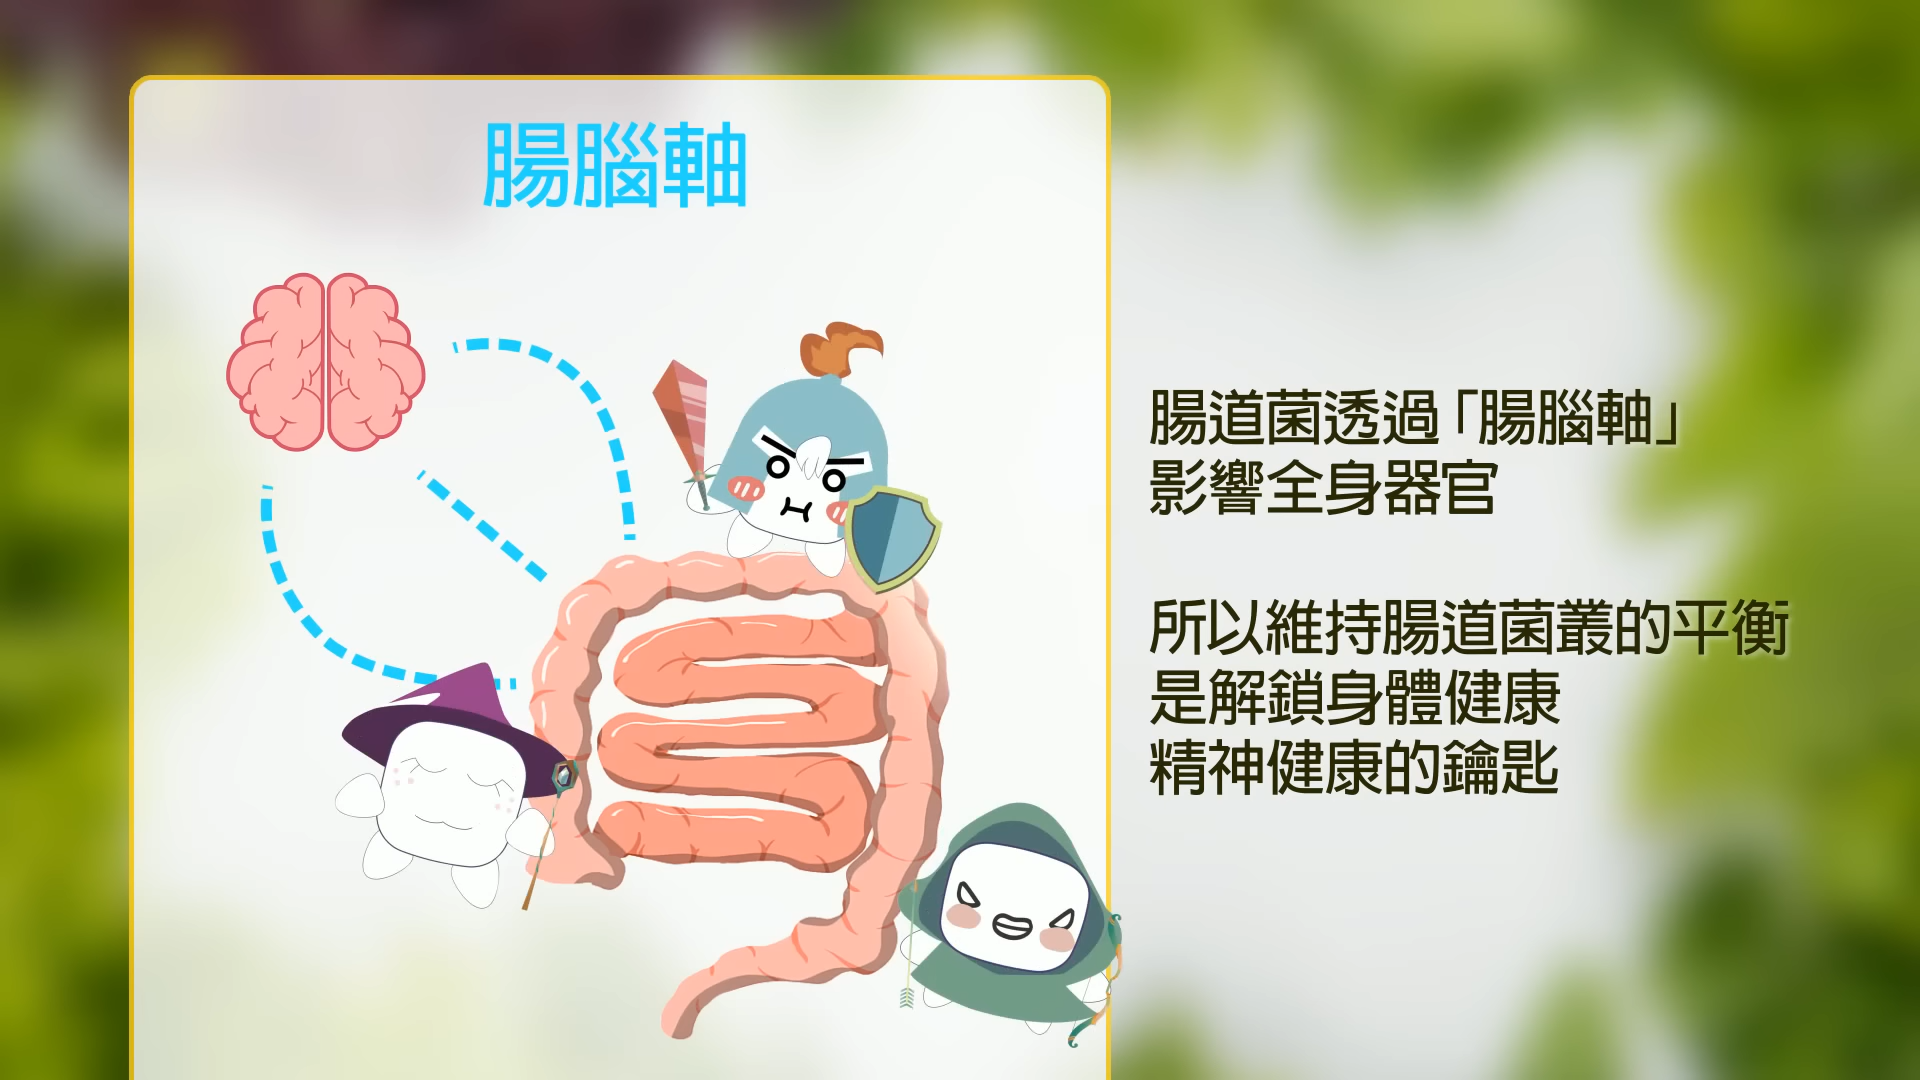 腸腦軸
腸道菌透過「腸腦軸」
影響全身器官
所以維持腸道菌叢的平衡
是解鎖身體健康
精神健康的鑰匙